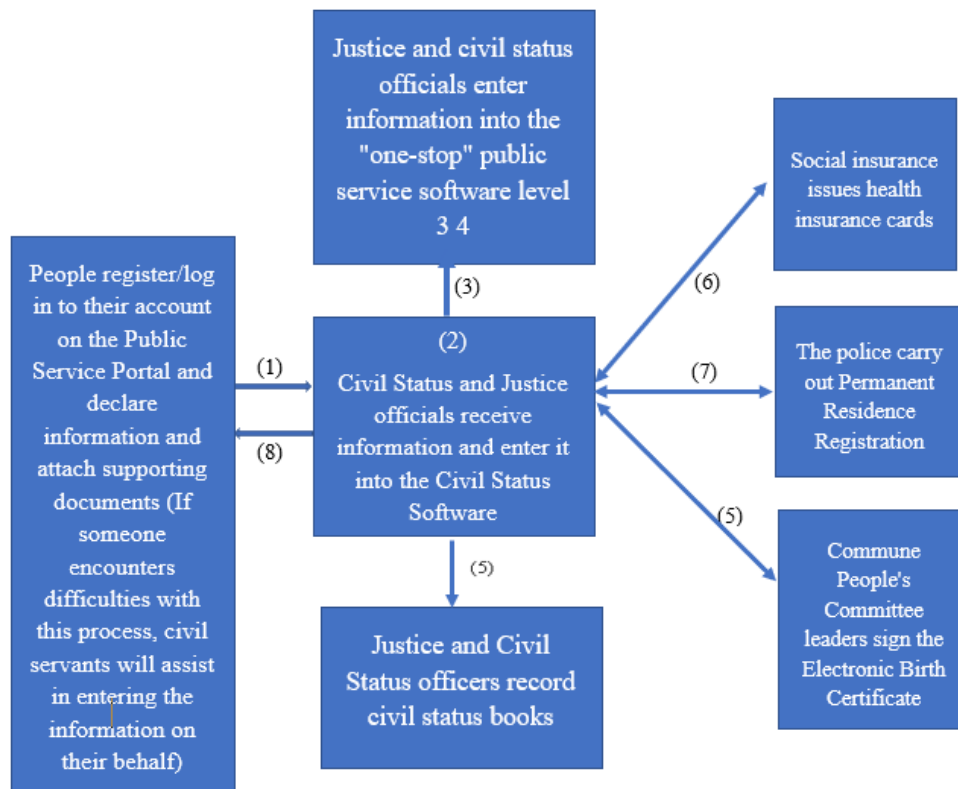 Justice and civil status
officials enter
information into the
"one-stop" public
service software level
3 4
Social insurance
issues health
insurance cards
People register/log
in to their account
on the Public
Service Portal and
declare
information and
attach supporting
documents (If
someone
encounters
difficulties with
this process, civil
servants will assist
in entering the
information on
their behalf)
(3)
(6)
(1)
(8)
(2)
Civil Status and Justice
officials receive
information and enter it
into the Civil Status
Software
(7)
The police carry
out Permanent
Residence
Registration
(5)
(5)
Commune
People's
Committee
leaders sign the
Electronic Birth
Certificate
Justice and Civil
Status officers record
civil status books